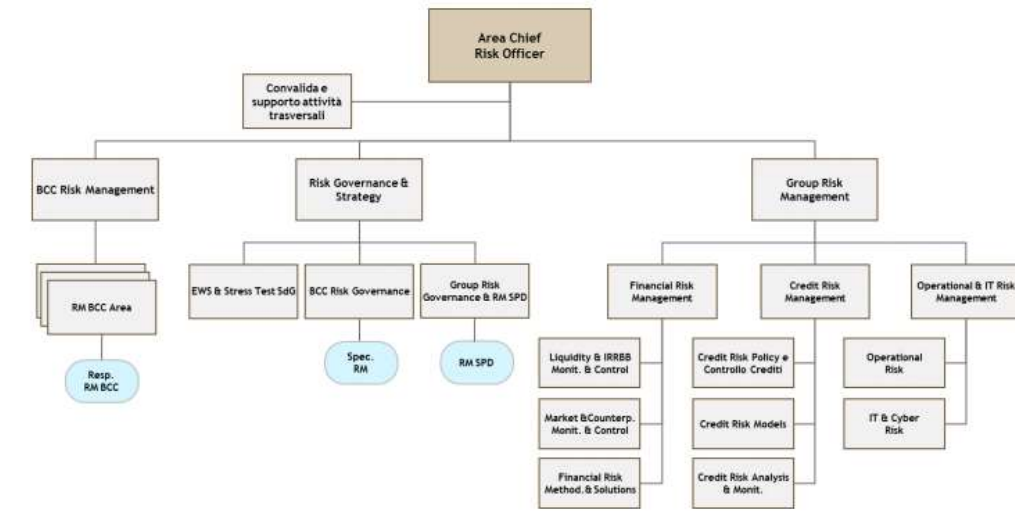 Area Chief
Risk Officer
Convalida e
supporto attività
trasversali
BCC Risk Management
Risk Governance &
Strategy
Group Risk
Management
EWS & Stress Test SdG
BCC Risk Governance
Group Risk
Governance & RM SPD
Financial Risk
Management
Credit Risk
Management
Operational & IT Risk
Management
RM BCC Area
Resp.
RM BCC
Spec.
RM
RM SPD
Liquidity & IRRBB
Monit. & Control
Credit Risk Policy e
Controllo Crediti
Operational
Risk
Market &Counterp.
Monit. & Control
Credit Risk Models
IT & Cyber
Risk
Financial Risk
Method.& Solutions
Credit Risk Analysis
& Monit.